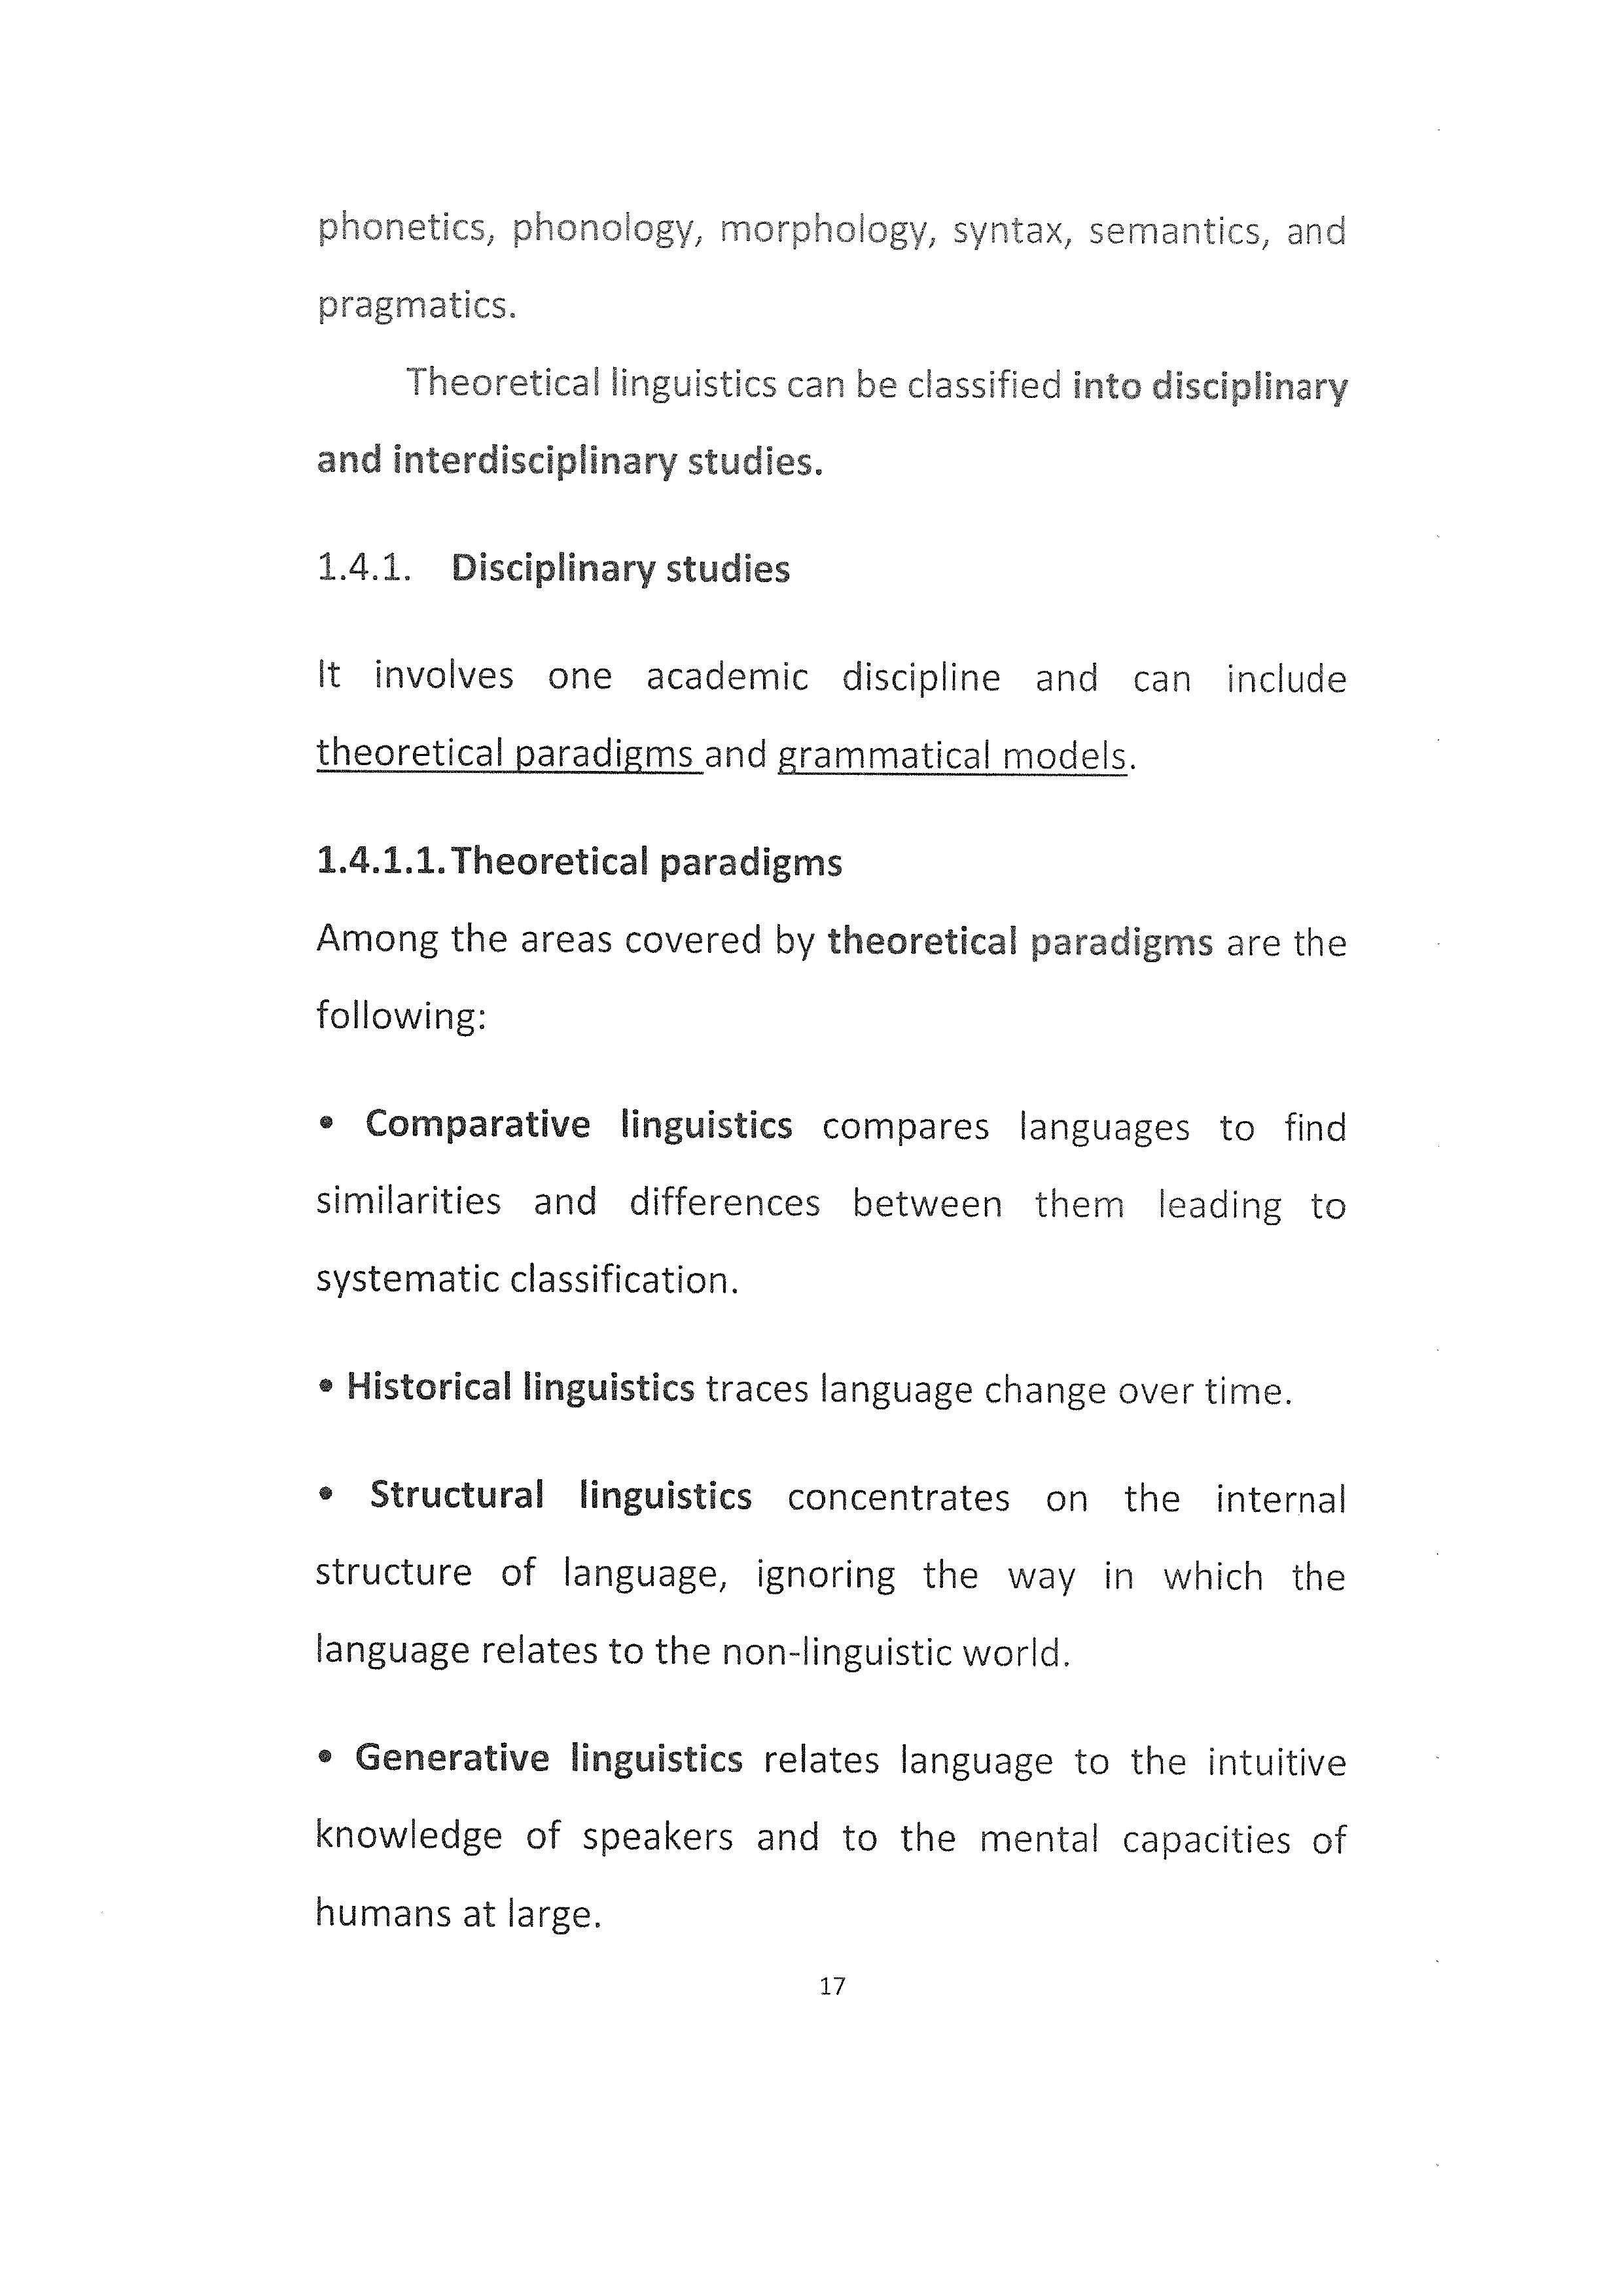 phonetics, phonology, morphology, syntax, semantics, and
pragmatics.
Theoretical linguistics can be classified into disciplinary
and interdisciplinary studies.
1.4.1. Disciplinary studies
It involves one academic discipline and can include
theoretical paradigms and grammatical models.
1.4.1.1. Theoretical paradigms
Among the areas covered by theoretical paradigms are the
following:
• Comparative linguistics compares languages to find
similarities and differences between them leading to
systematic classification.
• Historical linguistics traces language change over time.
• Structural linguistics concentrates on the internal
structure of language, ignoring the way in which the
language relates to the non-linguistic world.
• Generative linguistics relates language to the intuitive
knowledge of speakers and to the mental capacities of
humans at large.
17